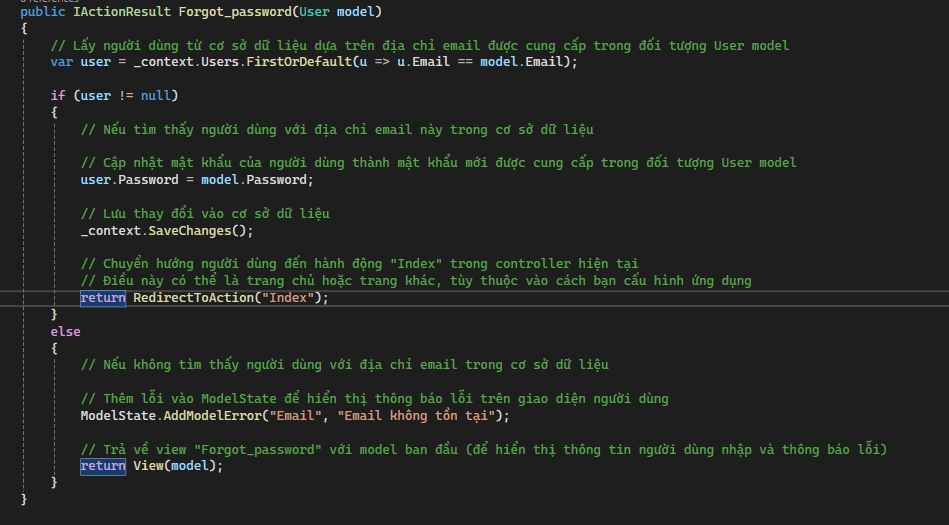 public IActionResult Forgot_password(User model)
{
// Lấy người dùng từ cơ sở dữ liệu dựa trên địa chỉ email được cung cấp trong đối tượng User model
var user = _context.Users.FirstOrDefault(u => u.Email == model.Email);
if (user != null)
{
// Nếu tìm thấy người dùng với địa chỉ email này trong cơ sở dữ liệu
// Cập nhật mật khẩu của người dùng thành mật khẩu mới được cung cấp trong đối tượng User model
user.Password = model.Password;
// Lưu thay đổi vào cơ sở dữ liệu
_context.SaveChanges();
// Chuyển hướng người dùng đến hành động "Index" trong controller hiện tại
// Điều này có thể là trang chủ hoặc trang khác, tùy thuộc vào cách bạn cấu hình ứng dụng
return RedirectToAction("Index");
}
else
{
// Nếu không tìm thấy người dùng với địa chỉ email trong cơ sở dữ liệu
// Thêm lỗi vào ModelState để hiển thị thông báo lỗi trên giao diện người dùng
ModelState.AddModelError("Email", "Email không tồn tại");
// Trả về view "Forgot_password" với model ban đầu (để hiển thị thông tin người dùng nhập và thông báo lỗi)
return View(model);
}
}